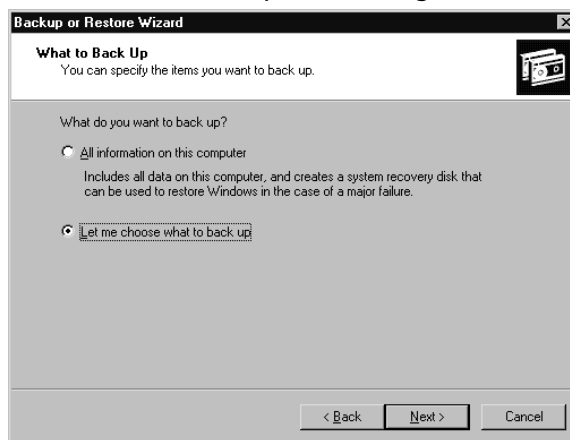 Backup or Restore Wizard
What to Back Up
You can specify the items you want to back up.
What do you want to back up?
All information on this computer
Includes all data on this computer, and creates a system recovery disk that
can be used to restore Windows in the case of a major failure.
Let me choose what to back up
< Back
Next >
Cancel